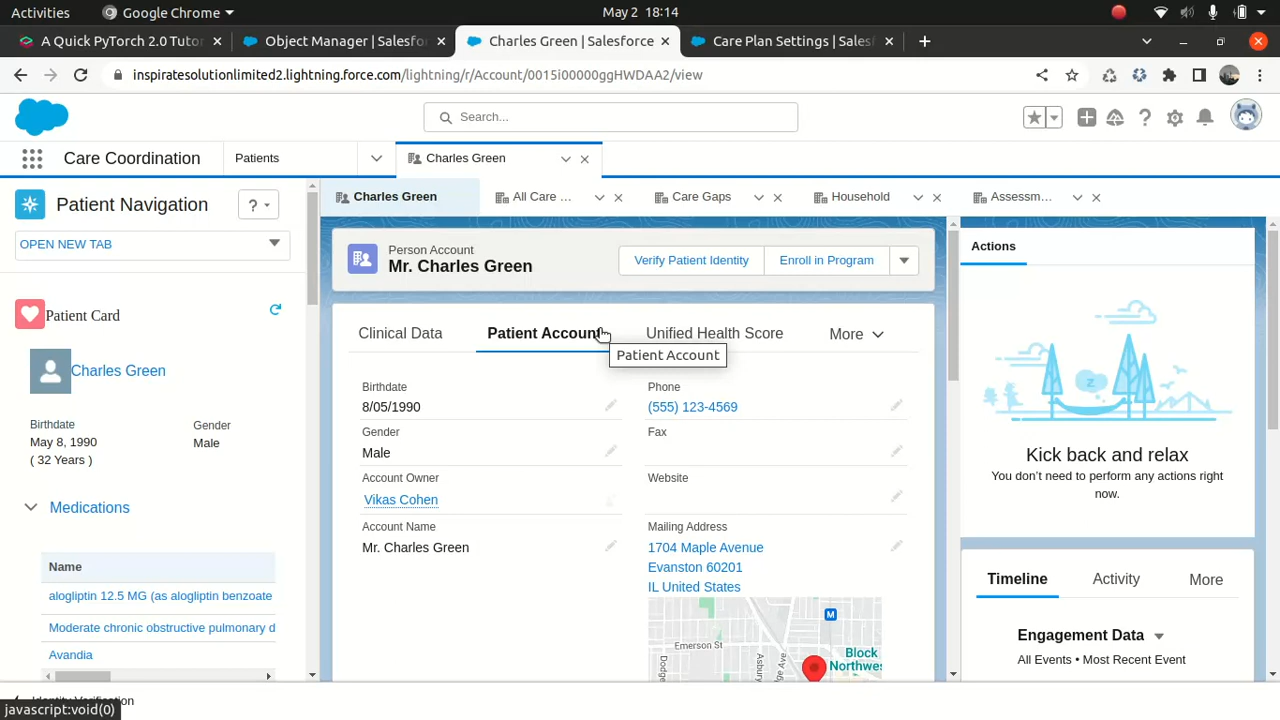 Activities
Google Chrome
May 2 18:14
A Quick PyTorch 2.0 Tutor
Object Manager | Salesfor
Charles Green | Salesforce
Care Plan Settings | Sales
inspiratesolutionlimited2.lightning.force.com/lightning/r/Account/0015i00000ggHWDAA2/view
Search...
Care Coordination
Patients
Charles Green
Patient Navigation
?
OPEN NEW TAB
Patient Card
Charles Green
Birthdate
Gender
May 8, 1990
Male
( 32 Years )
Medications
Name
alogliptin 12.5 MG (as alogliptin benzoate
Moderate chronic obstructive pulmonary d
Avandia
Charles Green
All Care ...
Care Gaps
Household
Assessm...
Person Account
Mr. Charles Green
Verify Patient Identity
Enroll in Program
Clinical Data
Patient Account
Unified Health Score
More
Patient Account
Birthdate
8/05/1990
Gender
Male
Account Owner
Vikas Cohen
Account Name
Mr. Charles Green
Phone
(555) 123-4569
Fax
Website
Mailing Address
1704 Maple Avenue
Evanston 60201
IL United States
Emerson St
M
Block
Actions
z
Kick back and relax
You don't need to perform any actions right
now.
Timeline
Activity
More
Engagement Data
All Events • Most Recent Event
Identity Verification
javascript:void(0)